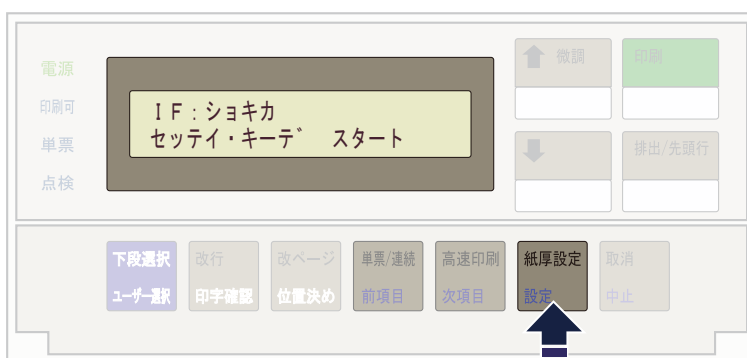 電源
印刷可
単票
点検
IF:ショキカ
セッテイ・キーデ゛ スタート
微調
印刷
排出/先頭行
下段選択
ユーザー選択
改行
印字確認
改ページ
位置決め
単票/連続
前項目
高速印刷
次項目
紙厚設定
設定
取消
中止